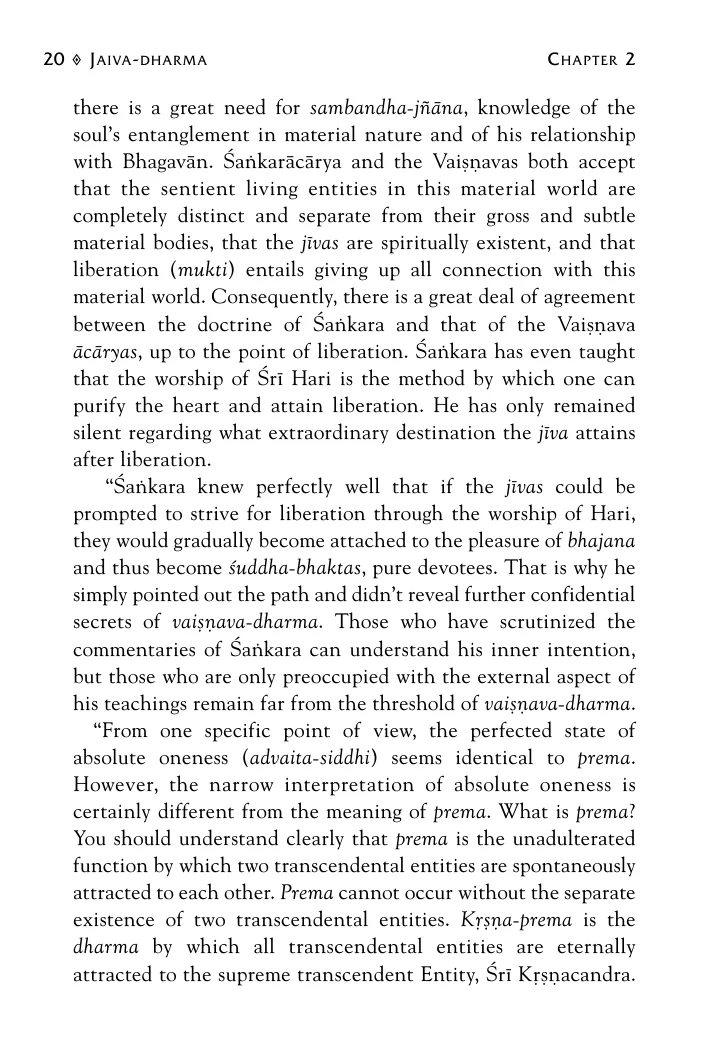 20 ◊ Jaiva-dharma Chapter 2
there is a great need for sambandha-jñāna, knowledge of the
soul's entanglement in material nature and of his relationship
with Bhagavān. Śaṅkarācārya and the Vaiṣṇavas both accept
that the sentient living entities in this material world are
completely distinct and separate from their gross and subtle
material bodies, that the jīvas are spiritually existent, and that
liberation (mukti) entails giving up all connection with this
material world. Consequently, there is a great deal of agreement
between the doctrine of Śaṅkara and that of the Vaiṣṇava
ācāryas, up to the point of liberation. Śaṅkara has even taught
that the worship of Śrī Hari is the method by which one can
purify the heart and attain liberation. He has only remained
silent regarding what extraordinary destination the jīva attains
after liberation.
“Śaṅkara knew perfectly well that if the jīvas could be
prompted to strive for liberation through the worship of Hari,
they would gradually become attached to the pleasure of bhajana
and thus become śuddha-bhaktas, pure devotees. That is why he
simply pointed out the path and didn't reveal further confidential
secrets of vaiṣṇava-dharma. Those who have scrutinized the
commentaries of Śaṅkara can understand his inner intention,
but those who are only preoccupied with the external aspect of
his teachings remain far from the threshold of vaiṣṇava-dharma.
“From one specific point of view, the perfected state of
absolute oneness (advaita-siddhi) seems identical to prema.
However, the narrow interpretation of absolute oneness is
certainly different from the meaning of prema. What is prema?
You should understand clearly that prema is the unadulterated
function by which two transcendental entities are spontaneously
attracted to each other. Prema cannot occur without the separate
existence of two transcendental entities. Kṛṣṇa-prema is the
dharma by which all transcendental entities are eternally
attracted to the supreme transcendent Entity, Śrī Kṛṣṇacandra.